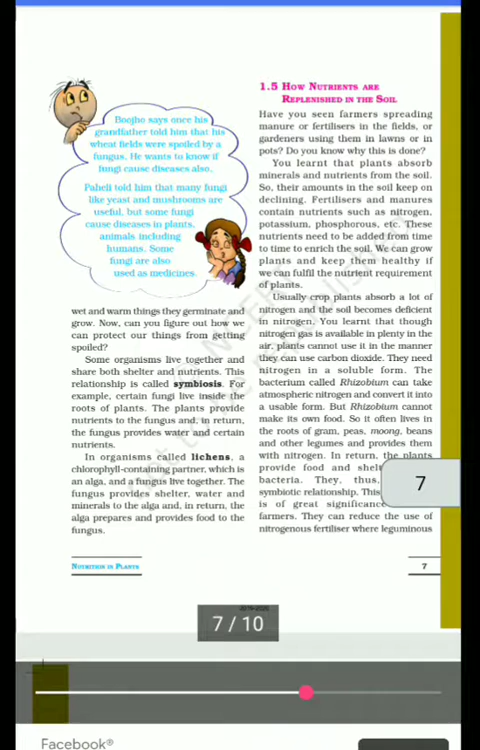 Boojho says once his
grandfather told him that his
wheat fields were spoiled by a
fungus. He wants to know if
fungi cause diseases also.
Paheli told him that many fungi
like yeast and mushrooms are
useful, but some fungi
cause diseases in plants,
animals including
humans. Some
fungi are also
used as medicines.
wet and warm things they germinate and
grow. Now, can you figure out how we
can protect our things from getting
spoiled?
Some organisms live together and
share both shelter and nutrients. This
relationship is called symbiosis. For
example, certain fungi live inside the
roots of plants. The plants provide
nutrients to the fungus and, in return,
the fungus provides water and certain
nutrients.
In organisms called lichens, a
chlorophyll-containing partner, which is
an alga, and a fungus live together. The
fungus provides shelter, water and
minerals to the alga and, in return, the
alga prepares and provides food to the
fungus.
1.5 HOW NUTRIENTS ARE
REPLENISHED IN THE SOIL
Have you seen farmers spreading
manure or fertilisers in the fields, or
gardeners using them in lawns or in
pots? Do you know why this is done?
You learnt that plants absorb
minerals and nutrients from the soil.
So, their amounts in the soil keep on
declining. Fertilisers and manures
contain nutrients such as nitrogen,
potassium, phosphorous, etc. These
nutrients need to be added from time
to time to enrich the soil. We can grow
plants and keep them healthy if
we can fulfil the nutrient requirement
of plants.
Usually crop plants absorb a lot of
nitrogen and the soil becomes deficient
in nitrogen. You learnt that though
nitrogen gas is available in plenty in the
air, plants cannot use it in the manner
they can use carbon dioxide. They need
nitrogen in a soluble form. The
bacterium called Rhizobium can take
atmospheric nitrogen and convert it into
a usable form. But Rhizobium cannot
make its own food. So it often lives in
the roots of gram, peas, moong, beans
and other legumes and provides them
with nitrogen. In return, the plants
provide food and shel
bacteria. They, thus,
symbiotic relationship. This
is of great significance
farmers. They can reduce the use of
nitrogenous fertiliser where leguminous
7
NUTRITION IN PLANTS
7
7 / 10
Facebook®